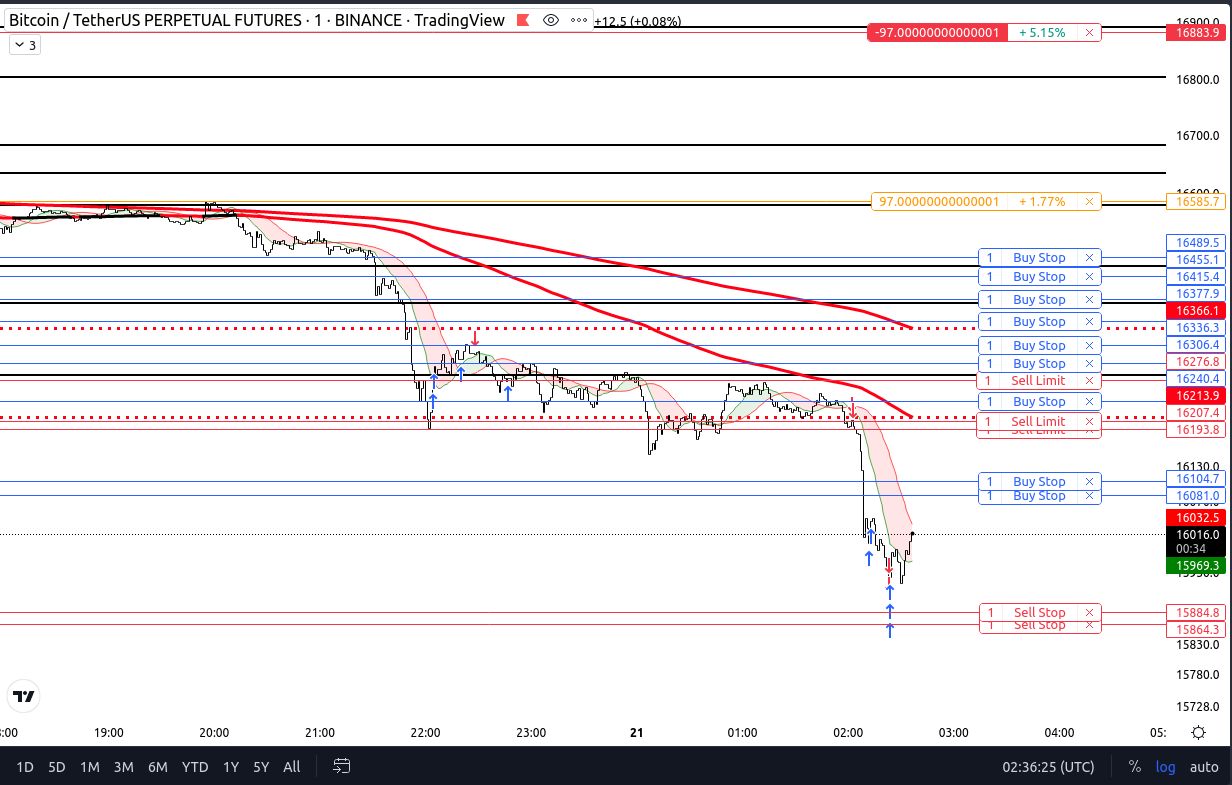 Bitcoin / TetherUS PERPETUAL FUTURES · 1 · BINANCE · TradingView +12.5 (+0.08%)
3
16900.0
-97.00000000000001 + 5.15% 16883.9
16800.0
16700.0
16600.0
97.00000000000001 + 1.77% 16585.7
16489.5
1 Buy Stop 16455.1
1 Buy Stop 16415.4
1 Buy Stop 16377.9
16366.1
1 Buy Stop 16336.3
1 Buy Stop 16306.4
1 Buy Stop 16276.8
1 Sell Limit 16240.4
16213.9
1 Buy Stop
16207.4
1 Sell Limit
Sell Limit 16193.8
16130.0
1 Buy Stop 16104.7
1 Buy Stop 16081.0
16032.5
16016.0
00:34
15969.3
1 Sell Stop 15884.8
1 Sell Stop 15864.3
15830.0
15780.0
15728.0
TV
:00 19:00 20:00 21:00 22:00 23:00 21 01:00 02:00 03:00 04:00 05:
1D 5D 1M 3M 6M YTD 1Y 5Y All 02:36:25 (UTC) % log auto